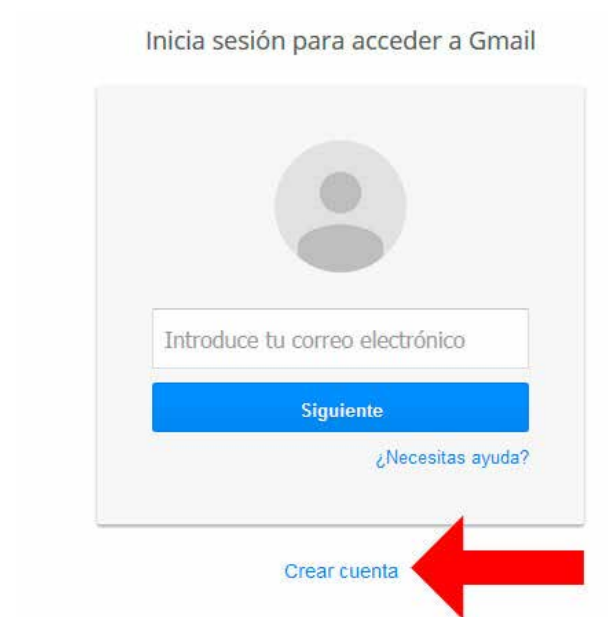 Inicia sesión para acceder a Gmail
Introduce tu correo electrónico
Siguiente
¿Necesitas ayuda?
Crear cuenta